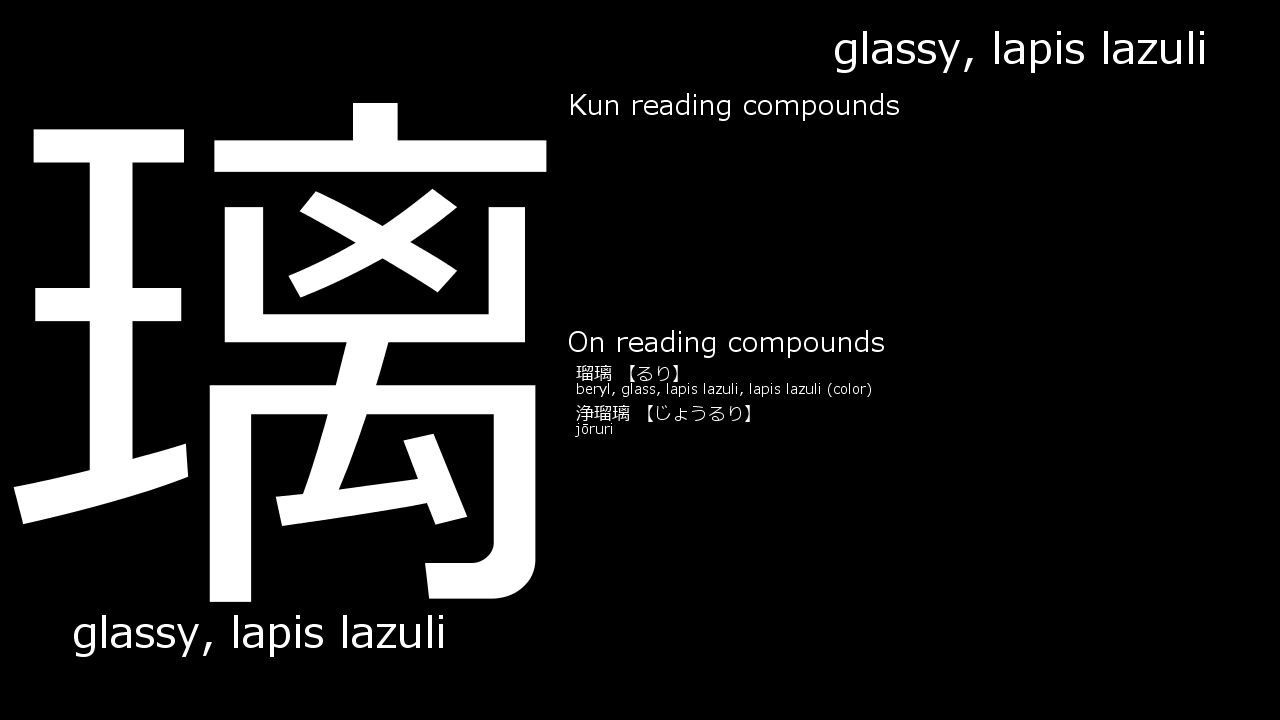 glassy, lapis lazuli
璃
Kun reading compounds
On reading compounds
瑠璃 【るり】
beryl, glass, lapis lazuli, lapis lazuli (color)
浄瑠璃 【じょうるり】
jōruri
glassy, lapis lazuli